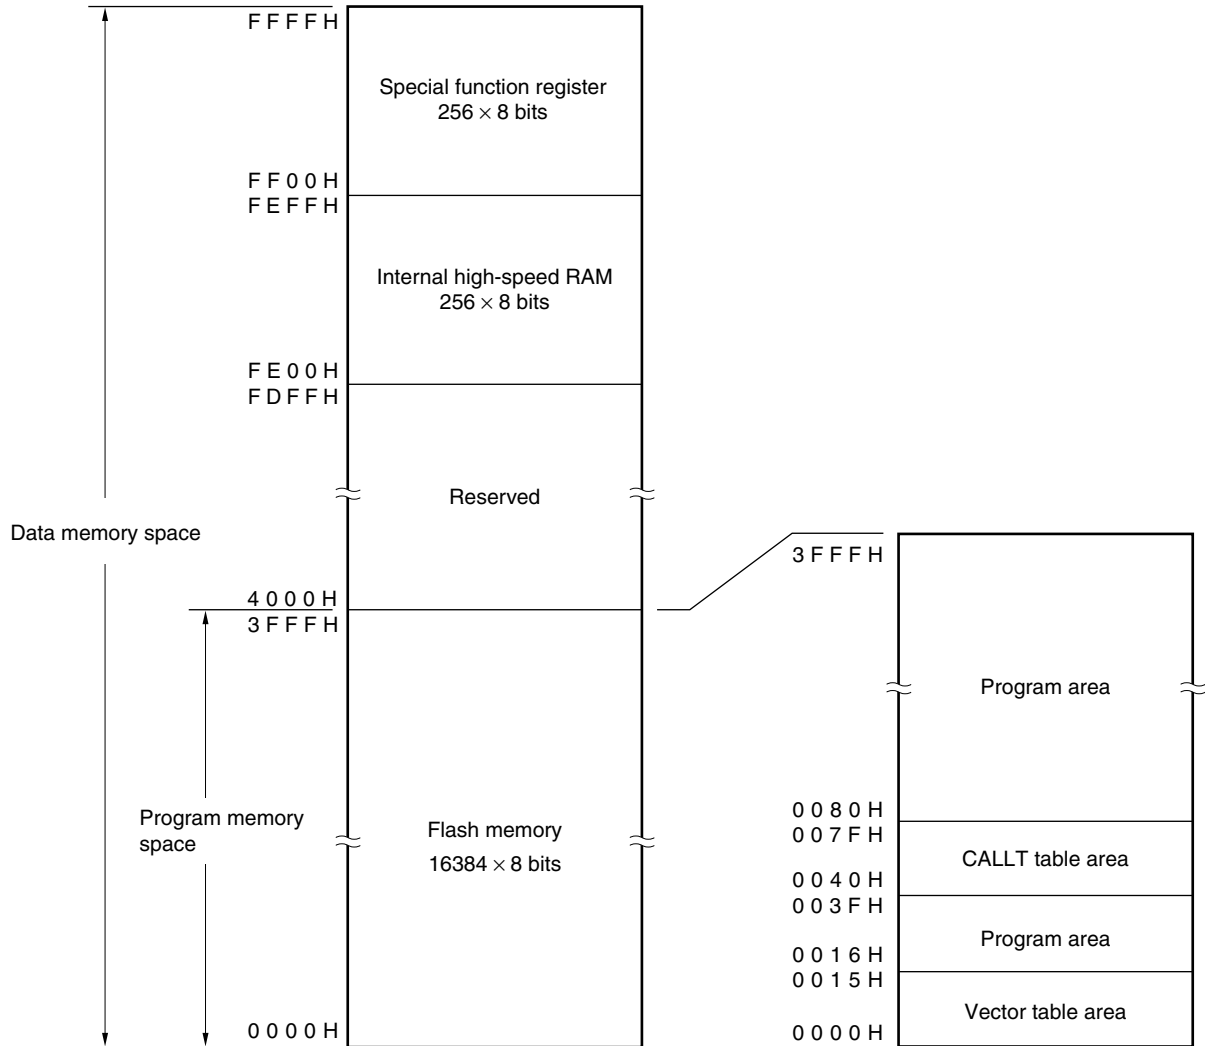 FFFFH
Special function register
256 × 8 bits
FF00H
FEFFH
Internal high-speed RAM
256 × 8 bits
FE00H
FDFFH
Reserved
Data memory space
4000H
3FFFH
Program memory
space
Flash memory
16384 × 8 bits
0000H
3FFFH
Program area
0080H
007FH
CALLT table area
0040H
003FH
Program area
0016H
0015H
Vector table area
0000H